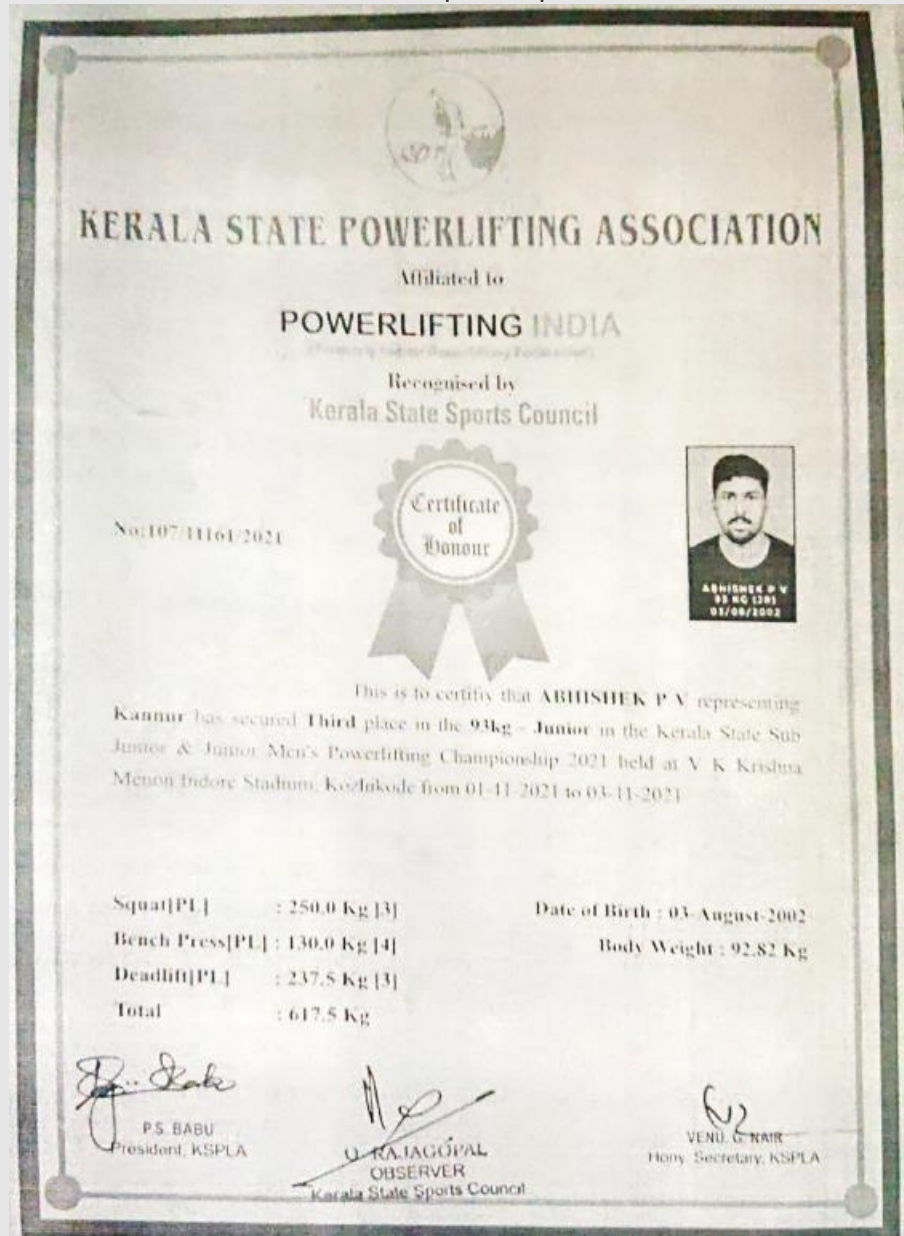 KERALA STATE POWERLIFTING ASSOCIATION
Affiliated to
POWERLIFTING INDIA
Recognised by
Kerala State Sports Council
Certificate
of
Honour
No:107/11161/2021
ABHISHEK P V
93 KG (JR)
This is to certify that ABHISHEK P V representing
Kannur has secured Third place in the 93kg - Junior in the Kerala State Sub
Junior & Junior Men's Powerlifting Championship 2021 held at V K Krishna
Menon Indore Stadium, Kozhikode from 01-11-2021 to 03-11-2021
Squat[PL] : 250.0 Kg [3]
Bench Press[PL] : 130.0 Kg [4]
Deadlift[PL] : 237.5 Kg [3]
Total : 617.5 Kg
Date of Birth : 03-August-2002
Body Weight : 92.82 Kg
P.S. BABU
President, KSPLA
RAJAGOPAL
OBSERVER
Kerala State Sports Council
VENU. G. NAIR
Hony. Secretary, KSPLA